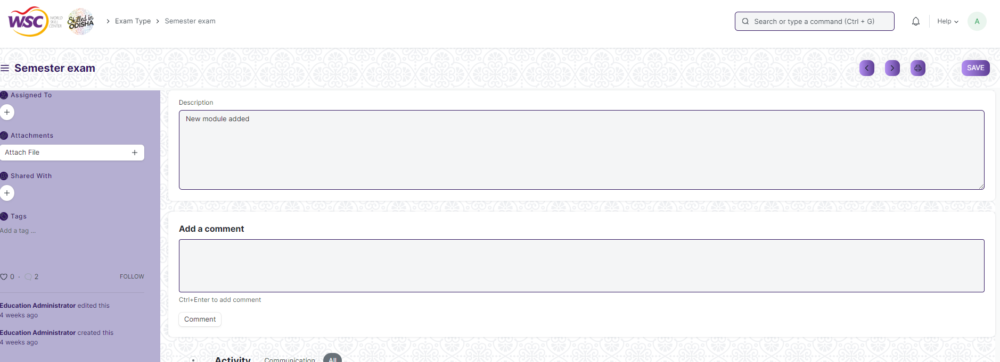 WSC WORLD SKILL CENTER
Skilled in ODISHA
Exam Type
Semester exam
Search or type a command (Ctrl + G)
Help
A
Semester exam
SAVE
Assigned To
Attachments
Attach File
Shared With
Tags
Add a tag ...
0 · 2
FOLLOW
Education Administrator edited this
4 weeks ago
Education Administrator created this
4 weeks ago
Description
New module added
Add a comment
Ctrl+Enter to add comment
Comment
Activity
Communication
All